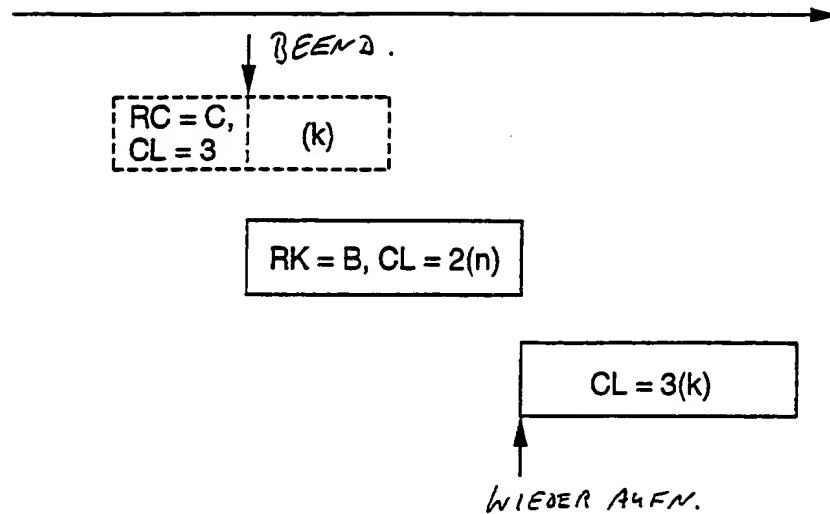 BEEND.
RC = C,
CL = 3
(k)
RK = B, CL = 2(n)
CL = 3(k)
WIEDER AUFN.